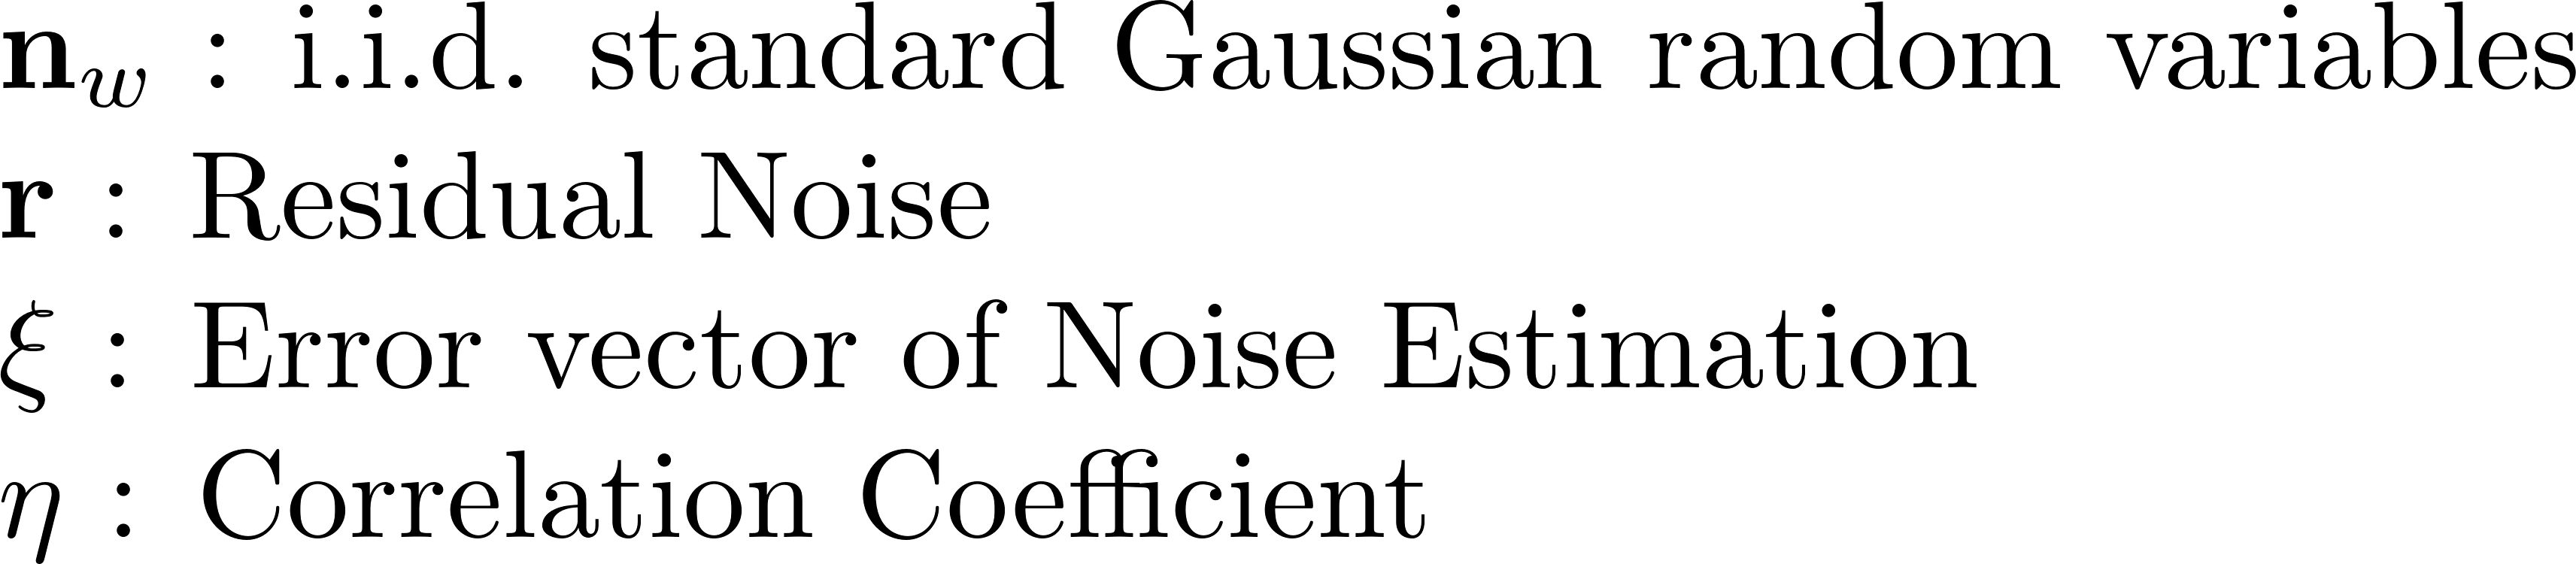 n_w : i.i.d. standard Gaussian random variables
r : Residual Noise
ξ : Error vector of Noise Estimation
η : Correlation Coefficient